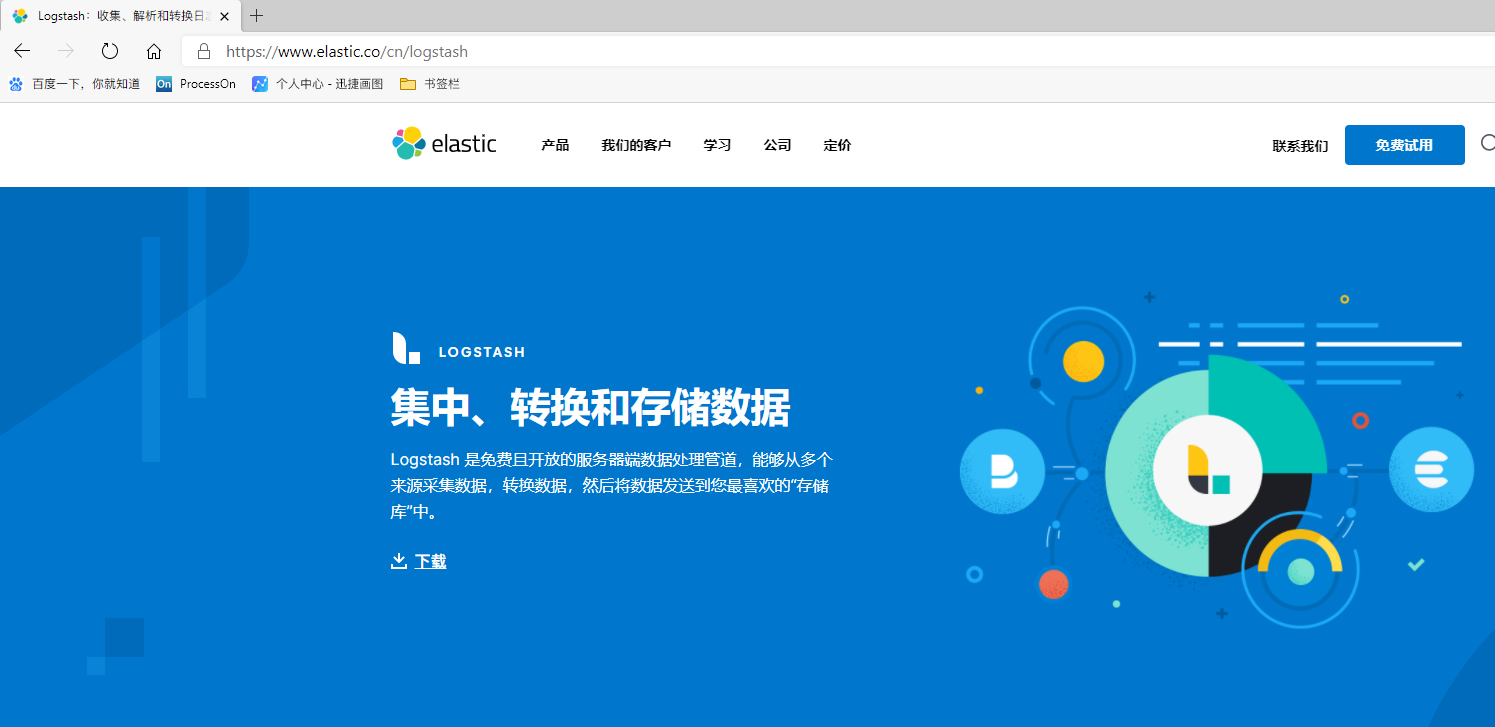 Logstash：收集、解析和转换日
https://www.elastic.co/cn/logstash
百度一下，你就知道 ProcessOn 个人中心 - 迅捷画图 书签栏
elastic 产品 我们的客户 学习 公司 定价 联系我们 免费试用
LOGSTASH
集中、转换和存储数据
Logstash 是免费且开放的服务器端数据处理管道，能够从多个
来源采集数据，转换数据，然后将数据发送到您最喜欢的“存储
库”中。
下载